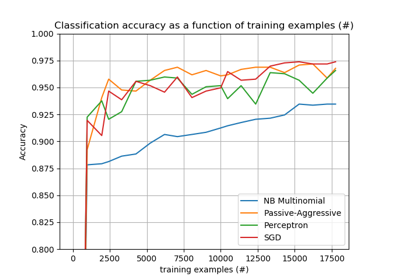 Classification accuracy as a function of training examples (#)
1.000
0.975
0.950
0.925
0.900
0.875
0.850
0.825
0.800
Accuracy
NB Multinomial
Passive-Aggressive
Perceptron
SGD
0 2500 5000 7500 10000 12500 15000 17500
training examples (#)